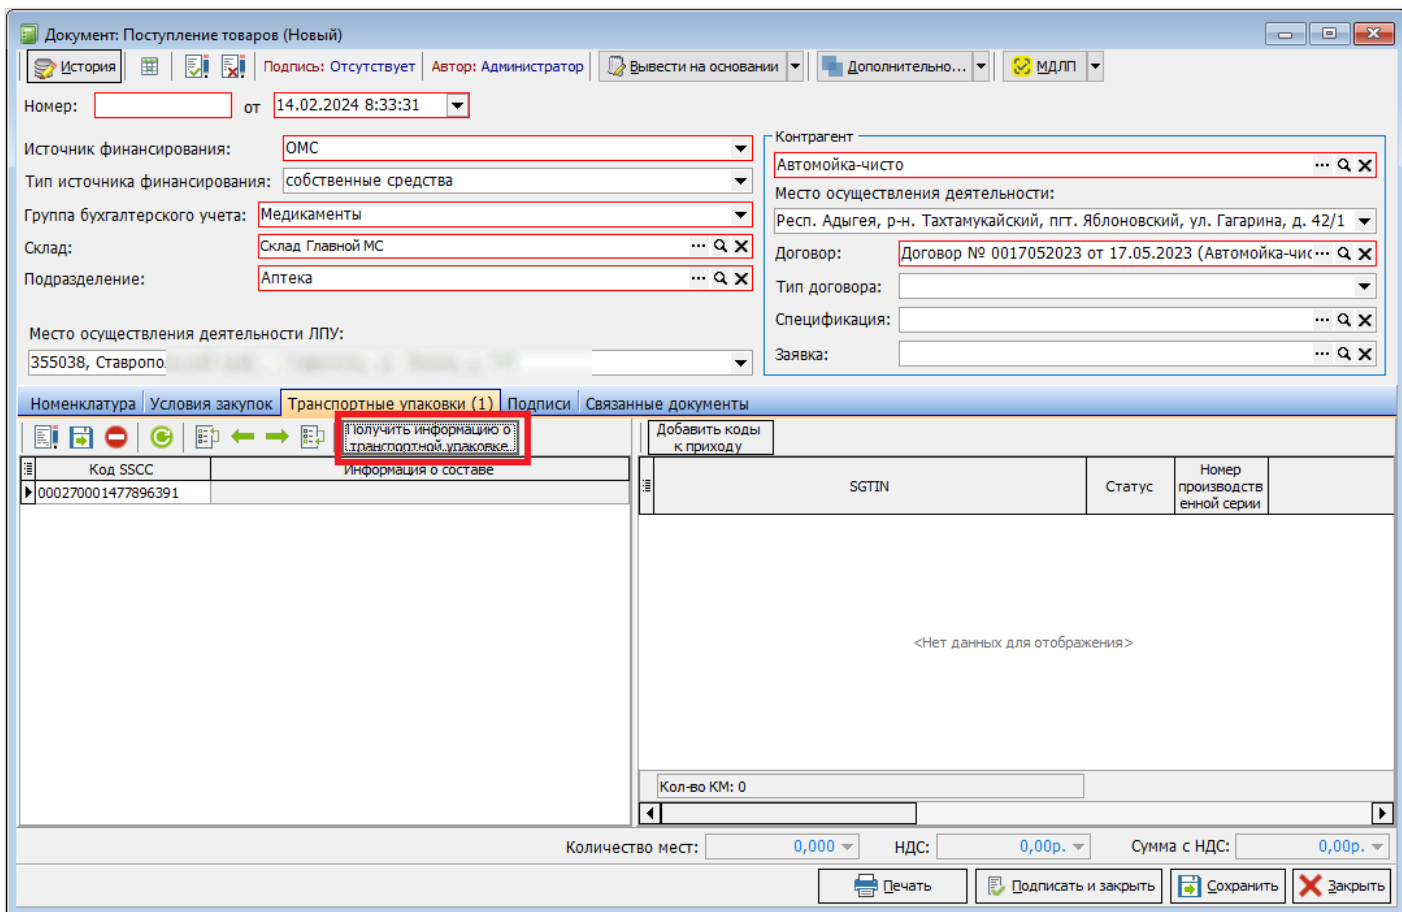 Документ: Поступление товаров (Новый)
История Подпись: Отсутствует Автор: Администратор Вывести на основании Дополнительно... МДЛП
Номер: от 14.02.2024 8:33:31
Источник финансирования: ОМС
Тип источника финансирования: собственные средства
Группа бухгалтерского учета: Медикаменты
Склад: Склад Главной МС
Подразделение: Аптека
Место осуществления деятельности ЛПУ:
355038, Ставропо
Контрагент
Автомойка-чисто
Место осуществления деятельности:
Респ. Адыгея, р-н. Тахтамукайский, пгт. Яблоновский, ул. Гагарина, д. 42/1
Договор: Договор № 0017052023 от 17.05.2023 (Автомойка-чис
Тип договора:
Спецификация:
Заявка:
Номенклатура Условия закупок Транспортные упаковки (1) Подписи Связанные документы
Получить информацию о
транспортной упаковке
Добавить коды
к приходу
Код SSCC Информация о составе
000270001477896391
SGTIN Статус Номер
производств
енной серии
<Нет данных для отображения>
Кол-во КМ: 0
Количество мест: 0,000 НДС: 0,00р. Сумма с НДС: 0,00р.
Печать Подписать и закрыть Сохранить Закрыть